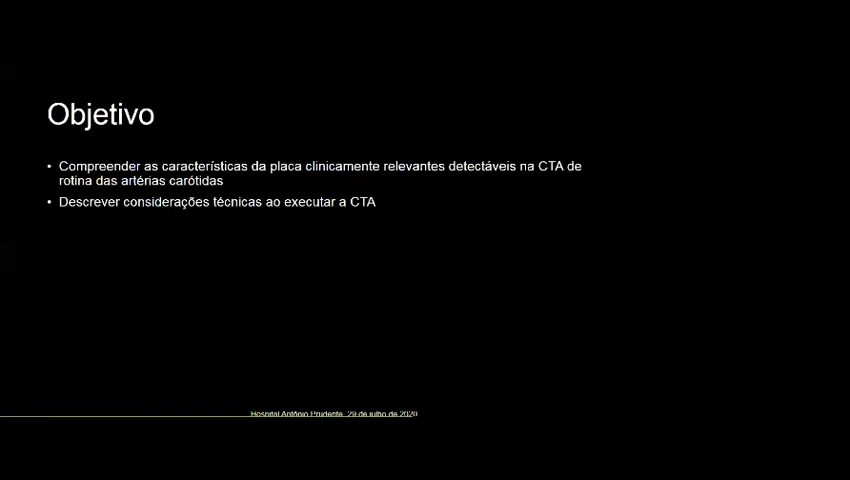 Objetivo
• Compreender as características da placa clinicamente relevantes detectáveis na CTA de
rotina das artérias carótidas
• Descrever considerações técnicas ao executar a CTA
Hospital Antônio Prudente, 29 de julho de 2020